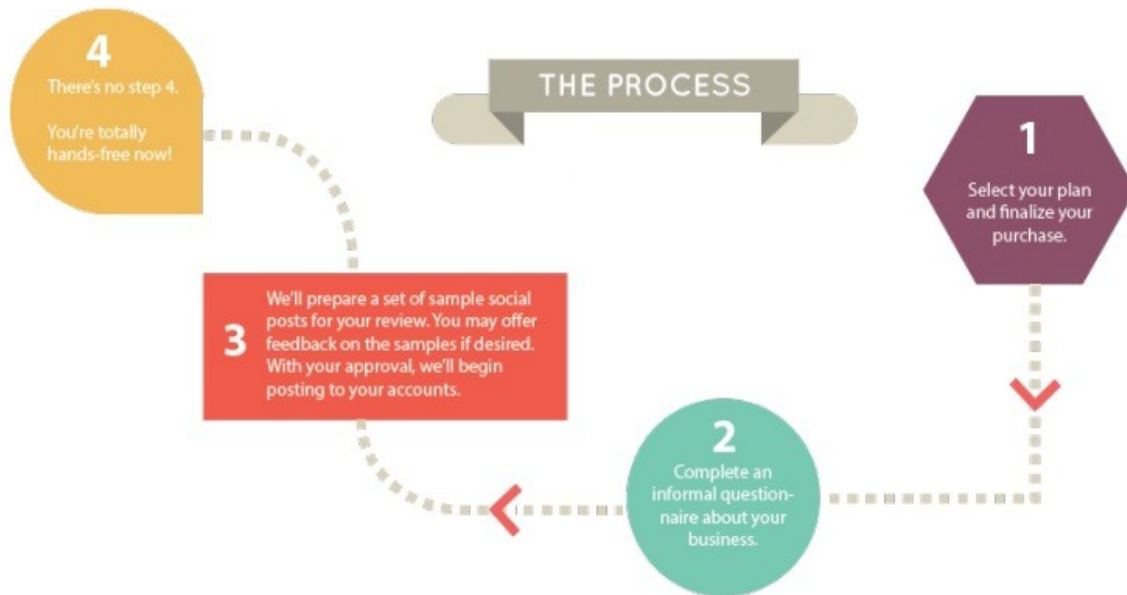 THE PROCESS
1
Select your plan
and finalize your
purchase.
2
Complete an
informal question-
naire about your
business.
3
We'll prepare a set of sample social
posts for your review. You may offer
feedback on the samples if desired.
With your approval, we'll begin
posting to your accounts.
4
There's no step 4.
You're totally
hands-free now!